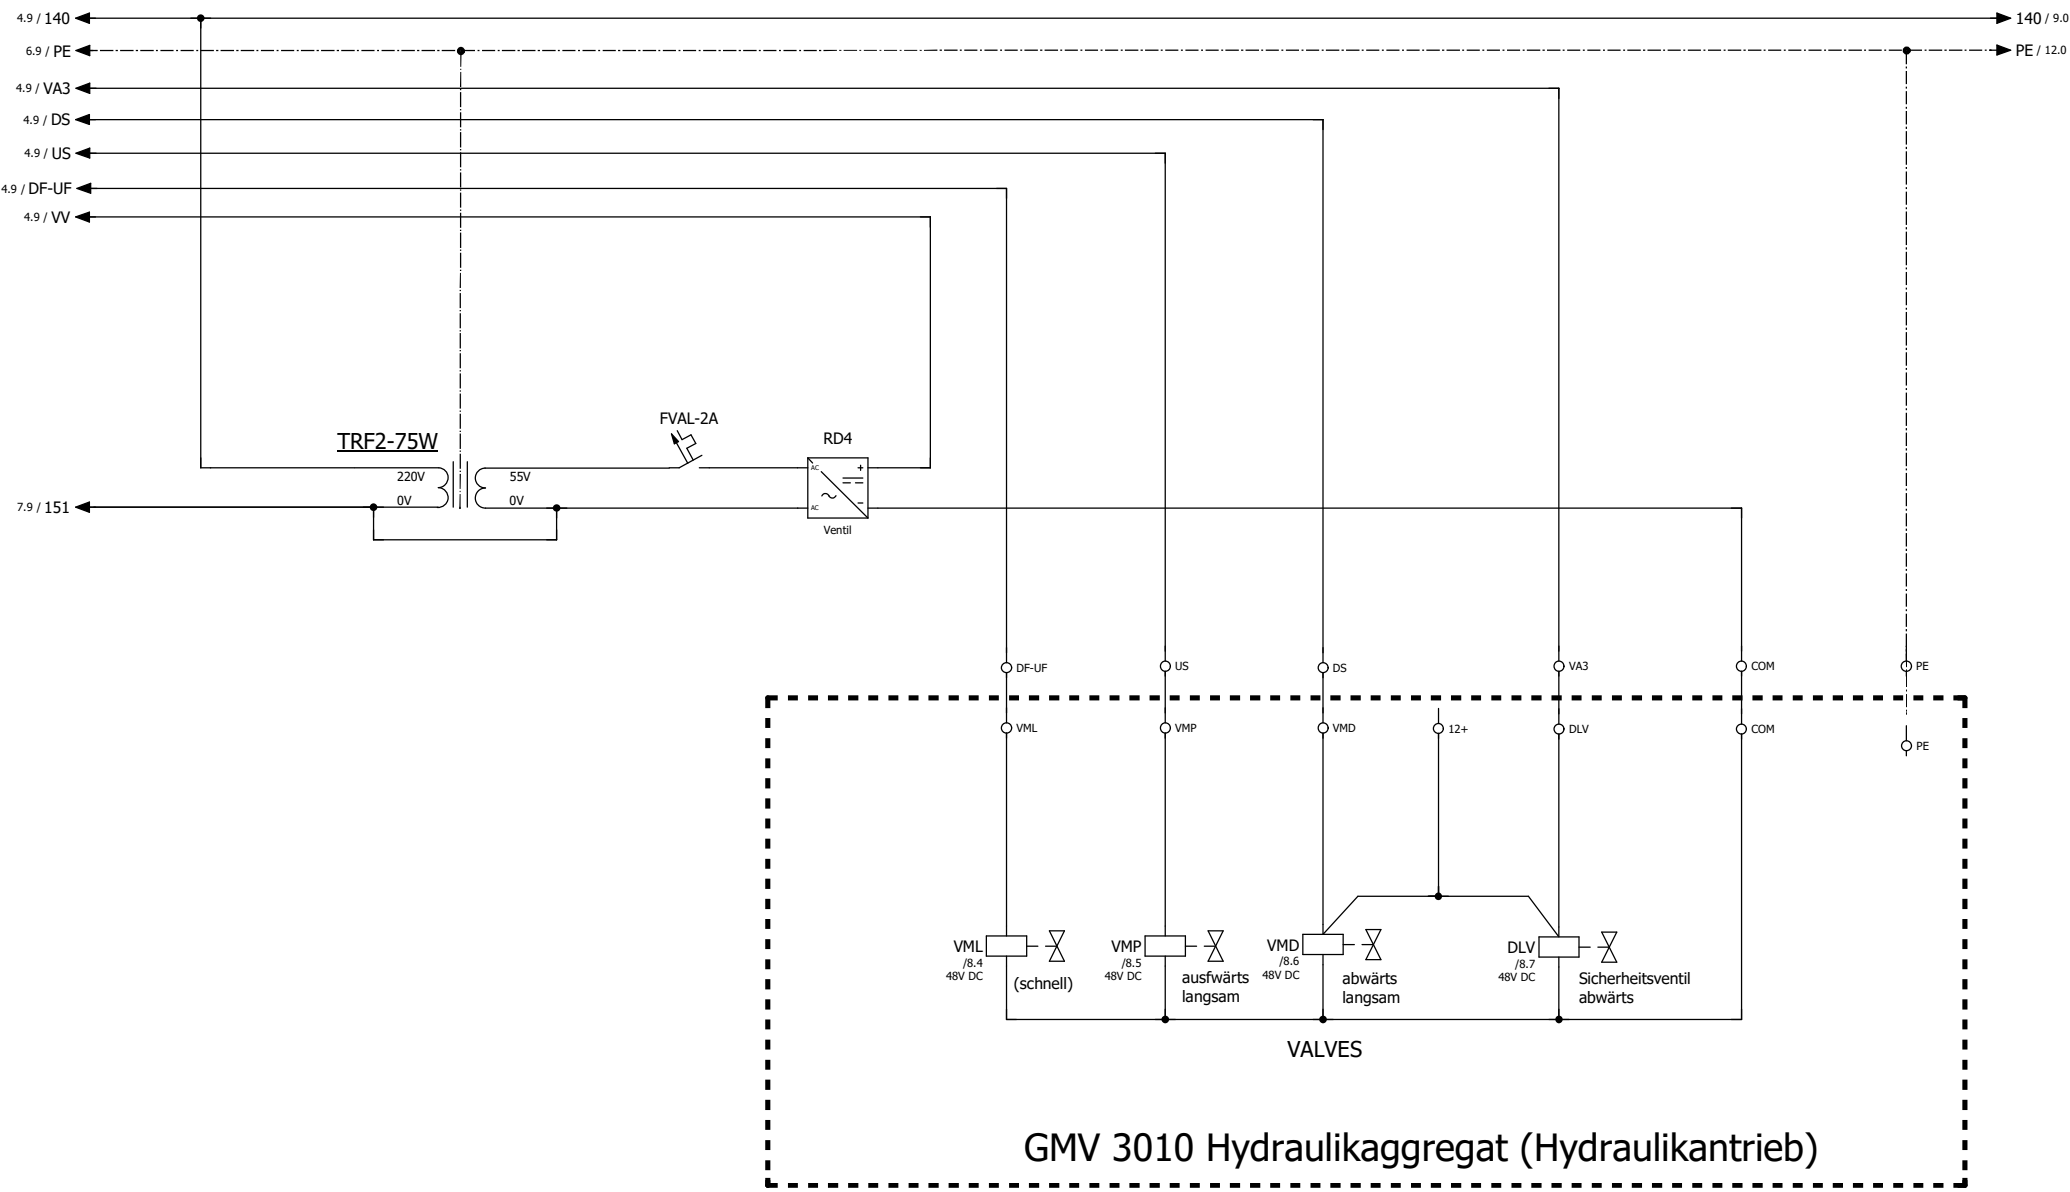 4.9 / 140
140 / 9.0
6.9 / PE
PE / 12.0
4.9 / VA3
4.9 / DS
4.9 / US
4.9 / DF-UF
4.9 / VV
FVAL-2A
TRF2-75W
RD4
220V
55V
AC
+
0V
0V
7.9 / 151
AC
-
Ventil
DF-UF
US
DS
VA3
COM
PE
VML
VMP
VMD
12+
DLV
COM
PE
VML
/8.4
48V DC
(schnell)
VMP
/8.5
48V DC
ausfwärts
langsam
VMD
/8.6
48V DC
abwärts
langsam
DLV
/8.7
48V DC
Sicherheitsventil
abwärts
VALVES
GMV 3010 Hydraulikaggregat (Hydraulikantrieb)